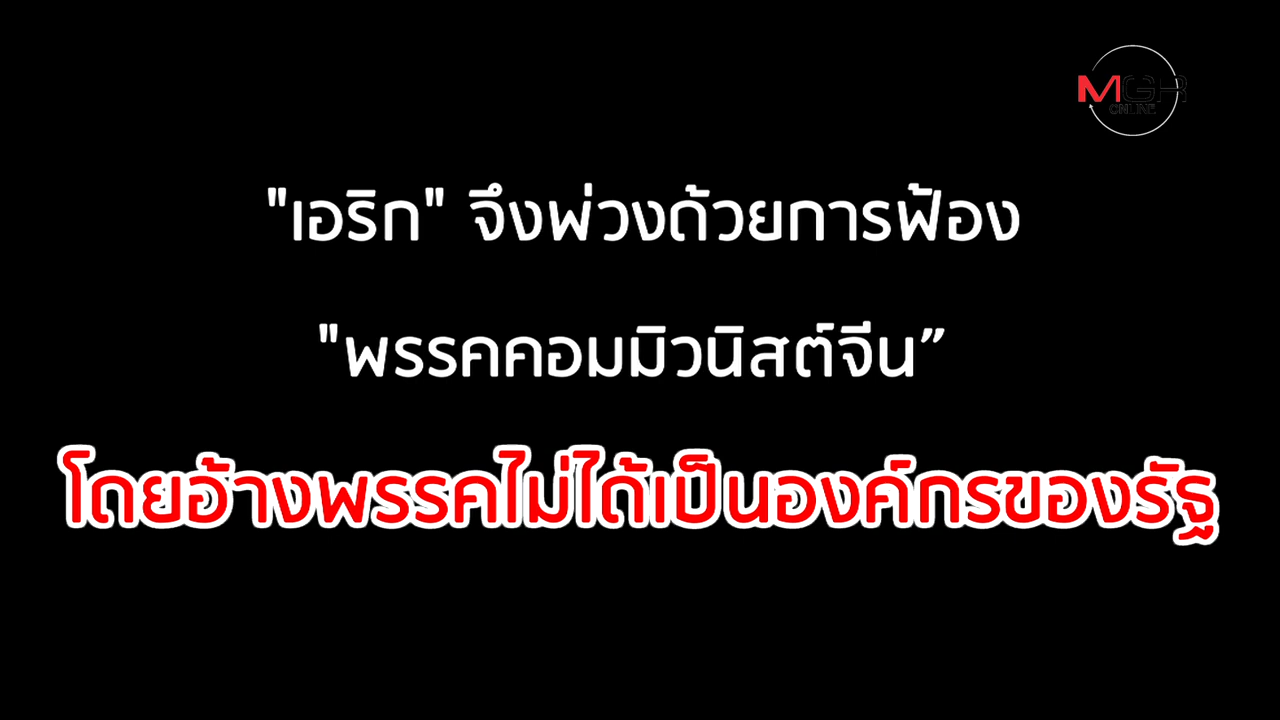 MGR
ONLINE
"เอริก" จึงพ่วงด้วยการฟ้อง
"พรรคคอมมิวนิสต์จีน”
โดยอ้างพรรคไม่ได้เป็นองค์กรของรัฐ